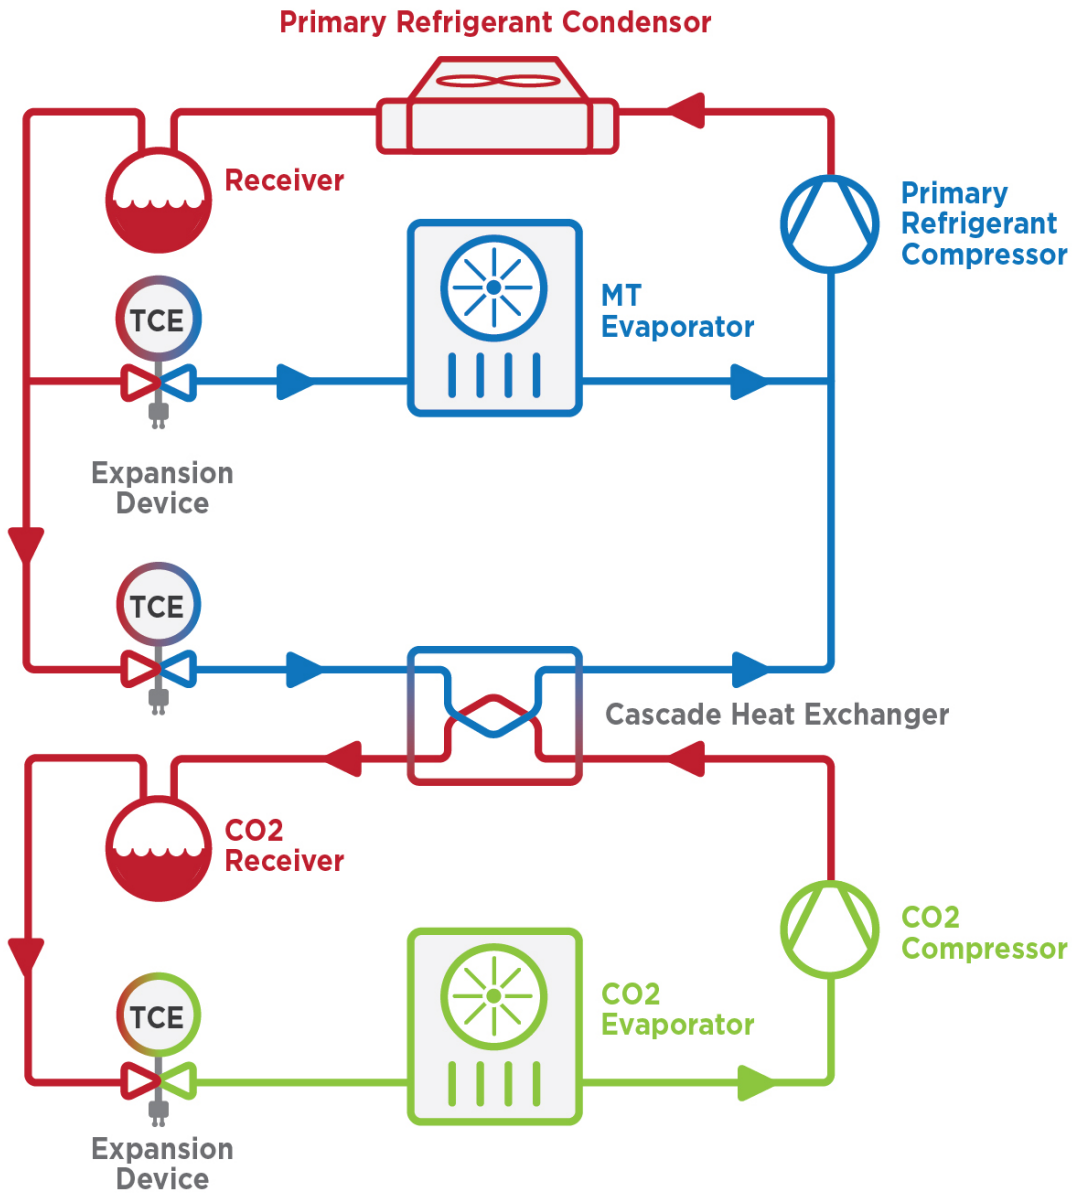 Primary Refrigerant Condensor
Receiver
Primary
Refrigerant
Compressor
MT
Evaporator
TCE
Expansion
Device
TCE
Cascade Heat Exchanger
CO2
Receiver
CO2
Compressor
CO2
Evaporator
TCE
Expansion
Device